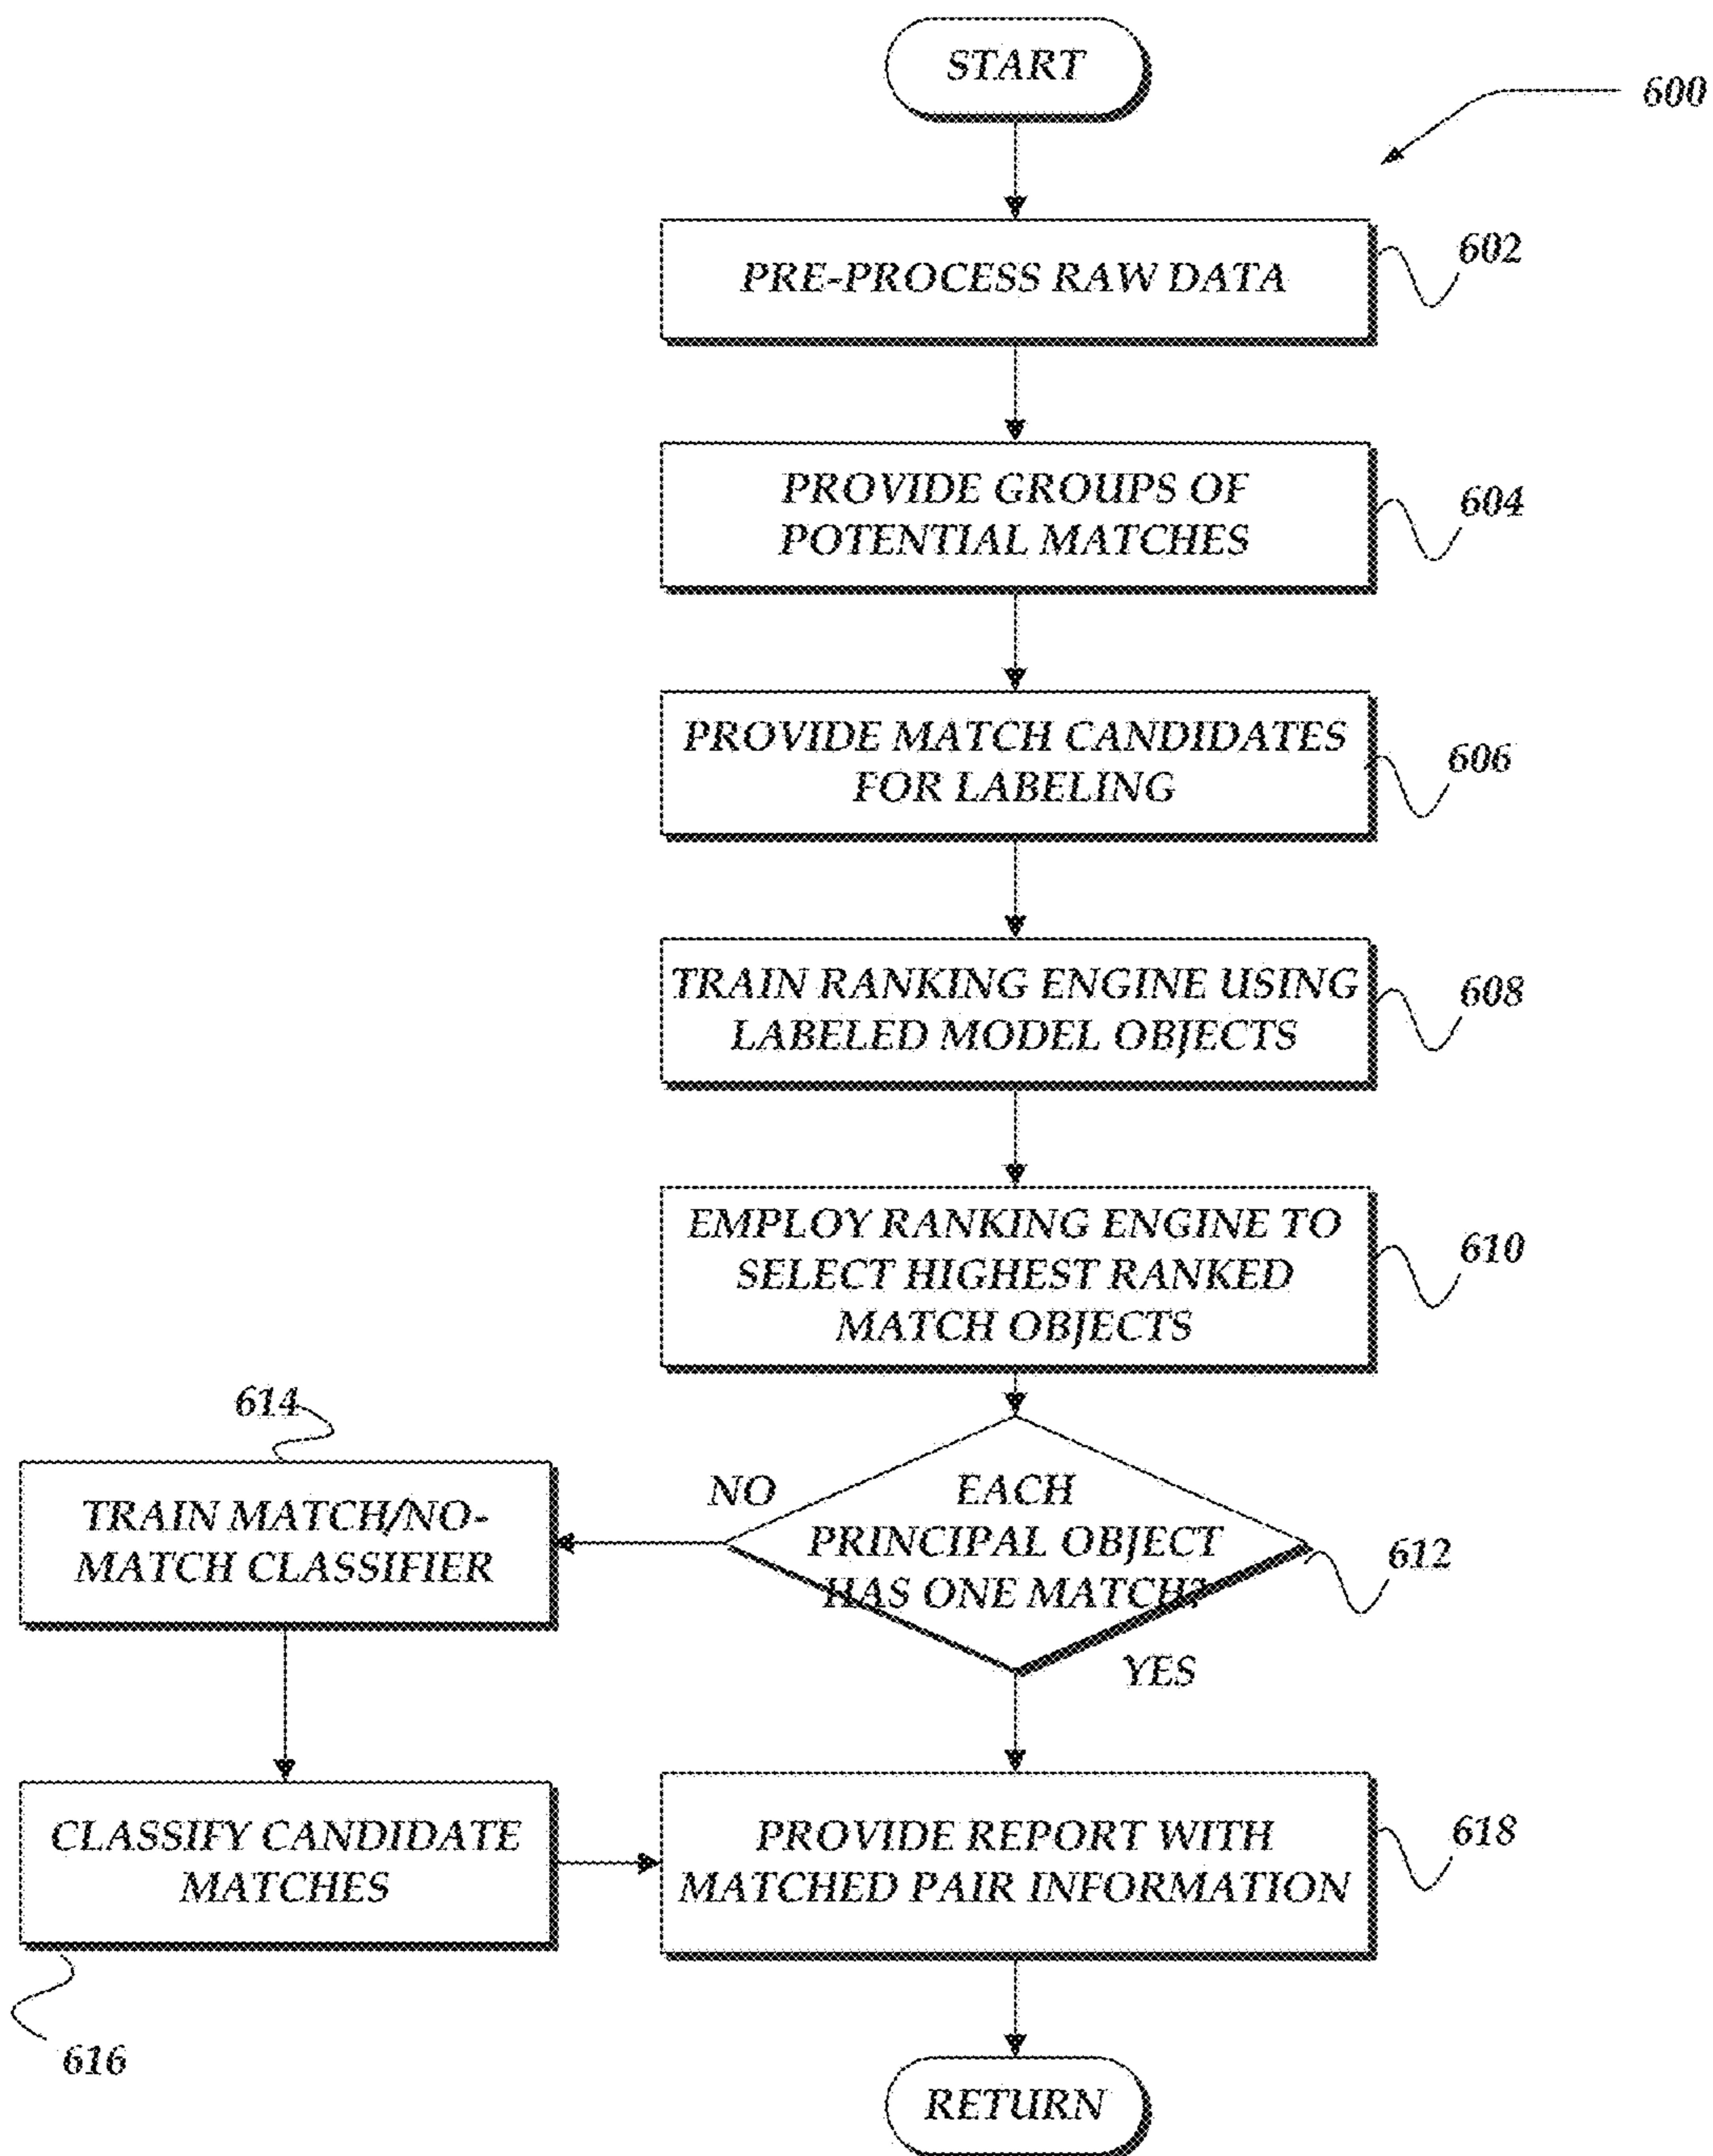 START
600
PRE-PROCESS RAW DATA
602
PROVIDE GROUPS OF
POTENTIAL MATCHES
604
PROVIDE MATCH CANDIDATES
FOR LABELING
606
TRAIN RANKING ENGINE USING
LABELED MODEL OBJECTS
608
EMPLOY RANKING ENGINE TO
SELECT HIGHEST RANKED
MATCH OBJECTS
610
EACH
PRINCIPAL OBJECT
HAS ONE MATCH?
612
NO
YES
614
TRAIN MATCH/NO-
MATCH CLASSIFIER
CLASSIFY CANDIDATE
MATCHES
616
PROVIDE REPORT WITH
MATCHED PAIR INFORMATION
618
RETURN